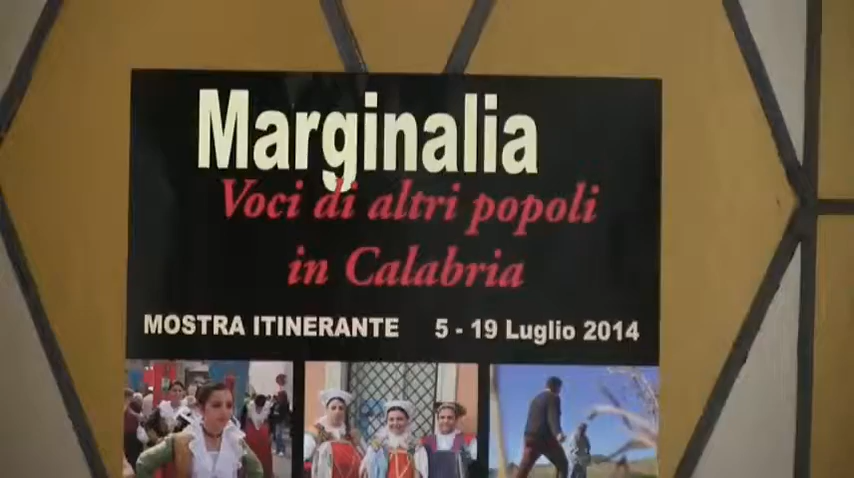 Marginalia
Voci di altri popoli
in Calabria
MOSTRA ITINERANTE 5 - 19 Luglio 2014